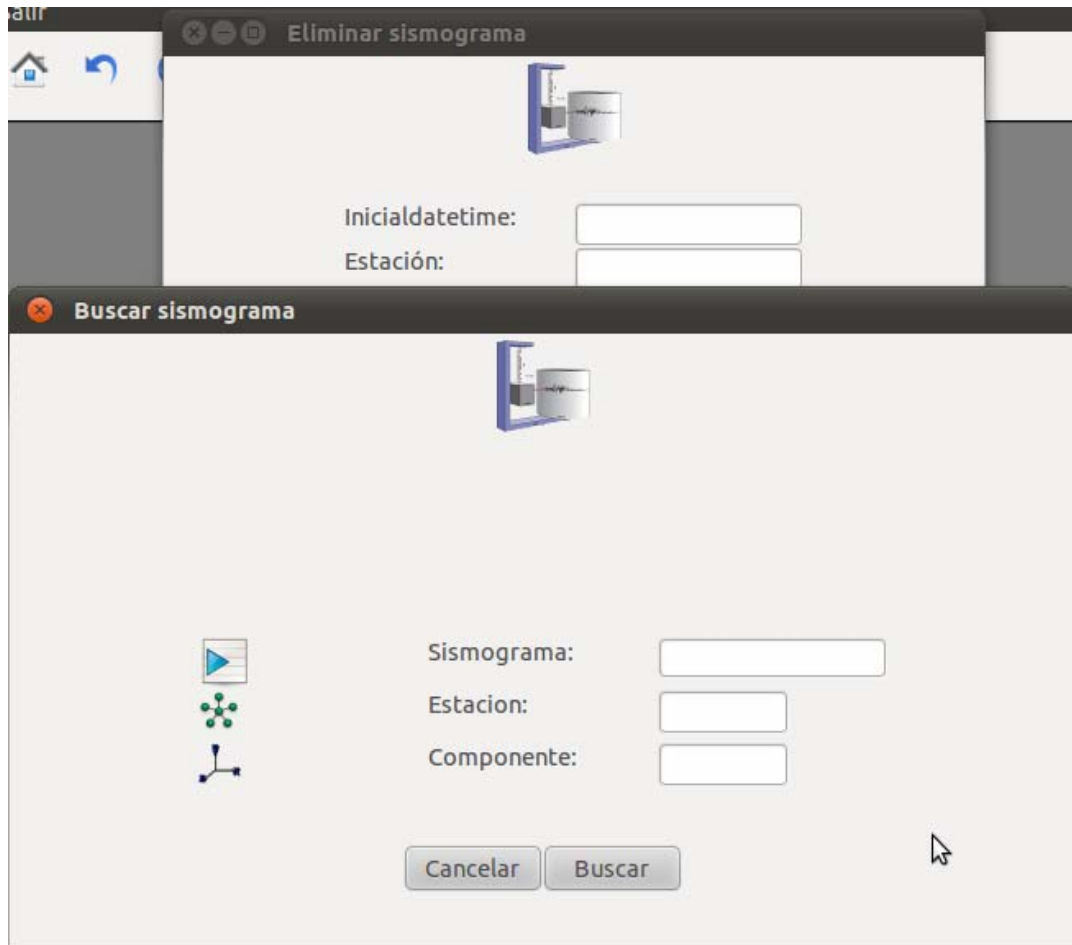 Salir
Eliminar sismograma
Inicialdatetime:
Estación:
Buscar sismograma
Sismograma:
Estacion:
Componente:
Cancelar Buscar